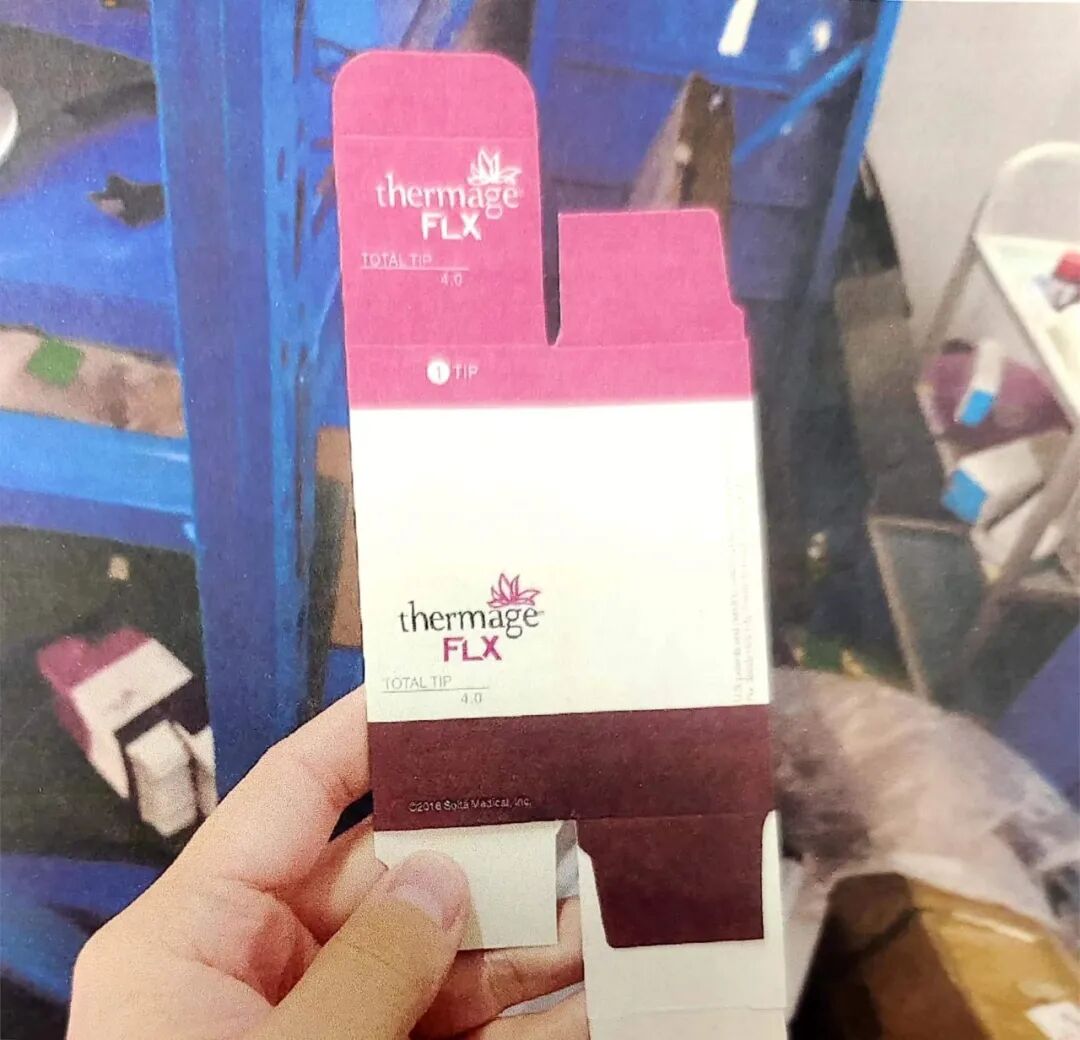 thermage
FLX
TOTAL TIP
4.0
1 TIP
thermage
FLX
TOTAL TIP
4.0
©2016 Solta Medical, Inc.